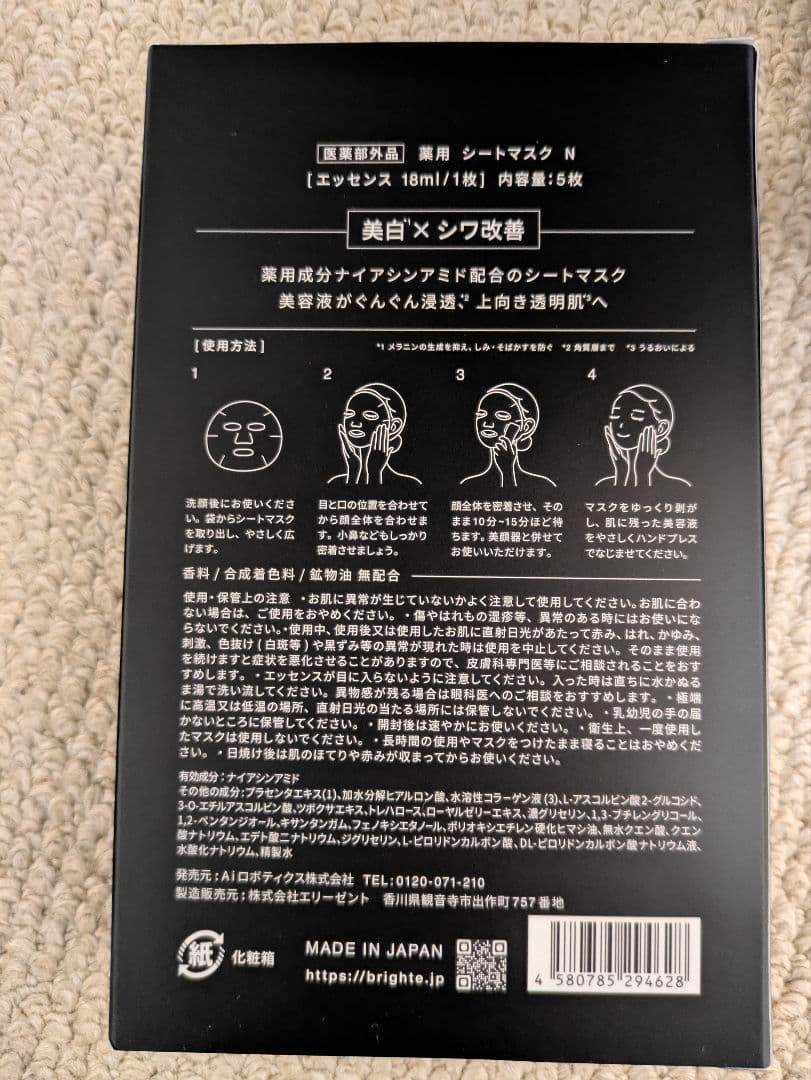 医薬部外品 薬用 シートマスク N
[エッセンス 18ml/1枚] 内容量:5枚
美白*1× シワ改善
薬用成分ナイアシンアミド配合のシートマスク
美容液がぐんぐん浸透、*2 上向き透明肌*3へ
[使用方法]
*1 メラニンの生成を抑え、しみ・そばかすを防ぐ *2 角質層まで *3 うるおいによる
1
2
3
4
洗顔後にお使いくださ
い。袋からシートマスク
を取り出し、やさしく広
げます。
目と口の位置を合わせて
から顔全体を合わせま
す。小鼻などもしっかり
密着させましょう。
顔全体を密着させ、その
まま10分~15分ほど待
ちます。美顔器と併せて
お使いいただけます。
マスクをゆっくり剥が
し、肌に残った美容液
をやさしくハンドプレス
でなじませてください。
香料/合成着色料/鉱物油 無配合
使用・保管上の注意 ・お肌に異常が生じていないかよく注意して使用してください。お肌に合わ
ない場合は、ご使用をおやめください。・傷やはれもの湿疹等、異常のある時にはお使いにな
らないでください。・使用中、使用後又は使用したお肌に直射日光があたって赤み、はれ、かゆみ、
刺激、色抜け(白斑等)や黒ずみ等の異常が現れた時は使用を中止してください。そのまま使用
を続けますと症状を悪化させることがありますので、皮膚科専門医等にご相談されることをおす
すめします。・エッセンスが目に入らないように注意してください。入った時は直ちに水かぬる
ま湯で洗い流してください。異物感が残る場合は眼科医へのご相談をおすすめします。・極端
に高温又は低温の場所、直射日光の当たる場所には保管しないでください。・乳幼児の手の届
かないところに保管してください。・開封後は速やかにお使いください。・衛生上、一度使用し
たマスクは使用しないでください。・長時間の使用やマスクをつけたまま寝ることはおやめくださ
い。・日焼け後は肌のほてりや赤みが収まってからお使いください。
有効成分:ナイアシンアミド
その他の成分:プラセンタエキス(1)、加水分解ヒアルロン酸、水溶性コラーゲン液(3)、L-アスコルビン酸2-グルコシド、
3-O-エチルアスコルビン酸、ツボクサエキス、トレハロース、ローヤルゼリーエキス、濃グリセリン、1,3-ブチレングリコール、
1,2-ペンタンジオール、キサンタンガム、フェノキシエタノール、ポリオキシエチレン硬化ヒマシ油、無水クエン酸、クエン
酸ナトリウム、エデト酸二ナトリウム、ジグリセリン、L-ピロリドンカルボン酸、DL-ピロリドンカルボン酸ナトリウム液、
水酸化ナトリウム、精製水
発売元:Aiロボティクス株式会社 TEL:0120-071-210
製造販売元:株式会社エリーゼント 香川県観音寺市出作町757番地
紙 化粧箱
MADE IN JAPAN
https://brighte.jp
4 580785 294628